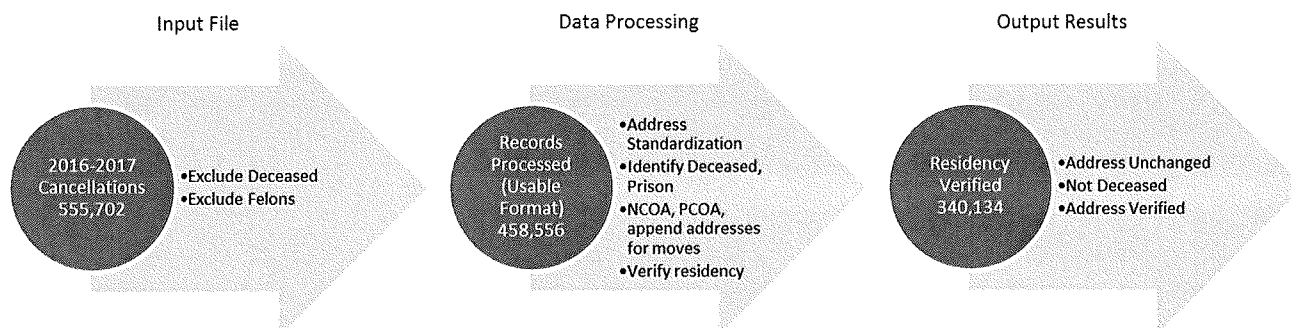 Input File
2016-2017
Cancellations
555,702
•Exclude Deceased
•Exclude Felons
Data Processing
Records
Processed
(Usable
Format)
458,556
•Address
Standardization
•Identify Deceased,
Prison
•NCOA, PCOA,
append addresses
for moves
•Verify residency
Output Results
Residency
Verified
340,134
•Address Unchanged
•Not Deceased
•Address Verified